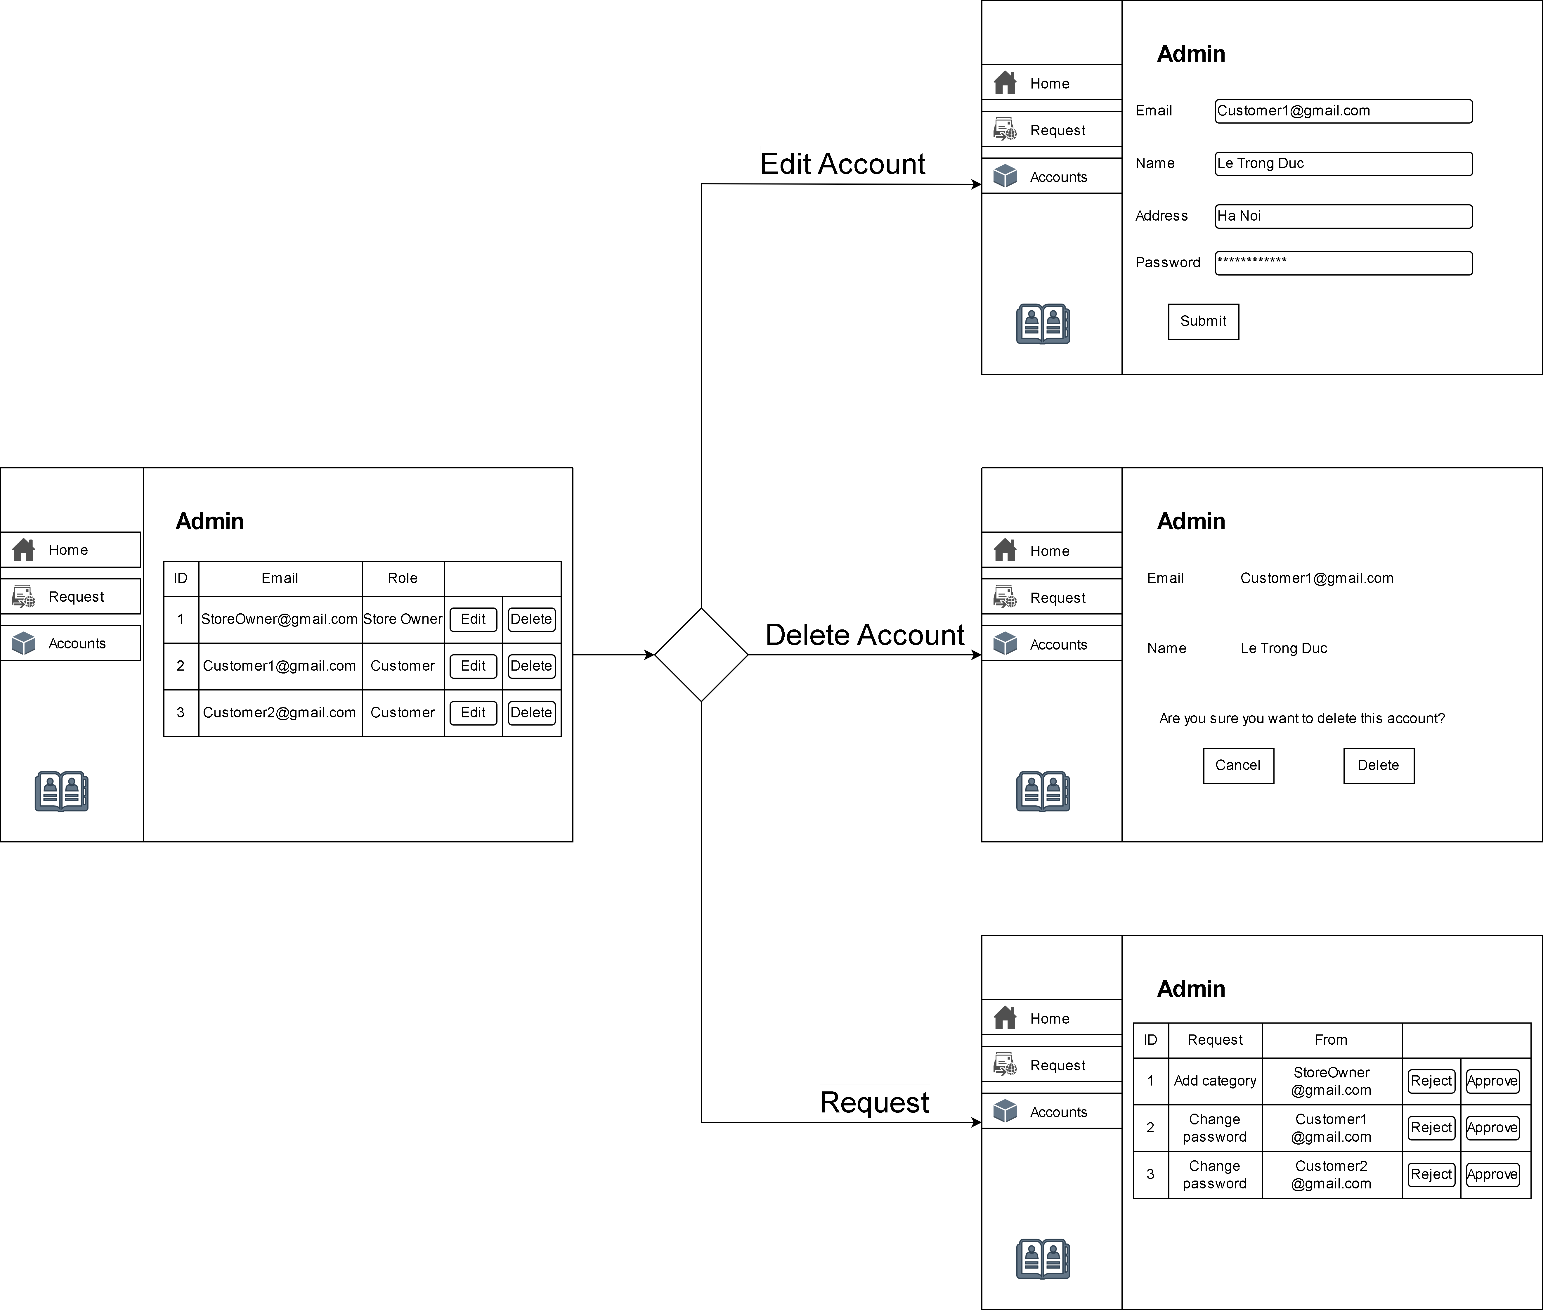 Admin
Home
Request
Accounts
Email
Customer1@gmail.com
Name
Le Trong Duc
Address
Ha Noi
Password
************
Submit
Edit Account
Admin
Home
Request
Accounts
ID Email Role
1 StoreOwner@gmail.com Store Owner Edit Delete
2 Customer1@gmail.com Customer Edit Delete
3 Customer2@gmail.com Customer Edit Delete
Delete Account
Admin
Home
Request
Accounts
Email
Customer1@gmail.com
Name
Le Trong Duc
Are you sure you want to delete this account?
Cancel
Delete
Request
Admin
Home
Request
Accounts
ID Request From
1 Add category StoreOwner
@gmail.com Reject Approve
2 Change
password Customer1
@gmail.com Reject Approve
3 Change
password Customer2
@gmail.com Reject Approve